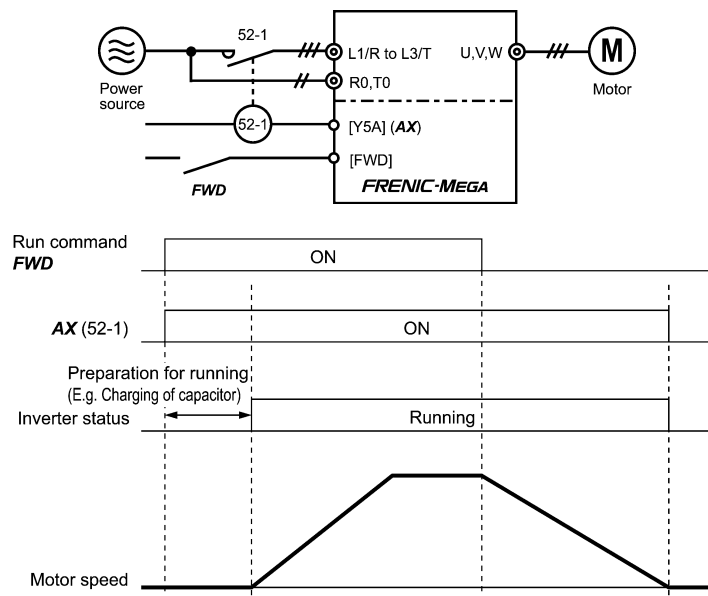 52-1
L1/R to L3/T
U,V,W
M
Power
source
R0,T0
Motor
52-1
[Y5A] (AX)
[FWD]
FWD
FRENIC-MEGA
Run command
FWD
ON
AX (52-1)
ON
Preparation for running
(E.g. Charging of capacitor)
Inverter status
Running
Motor speed